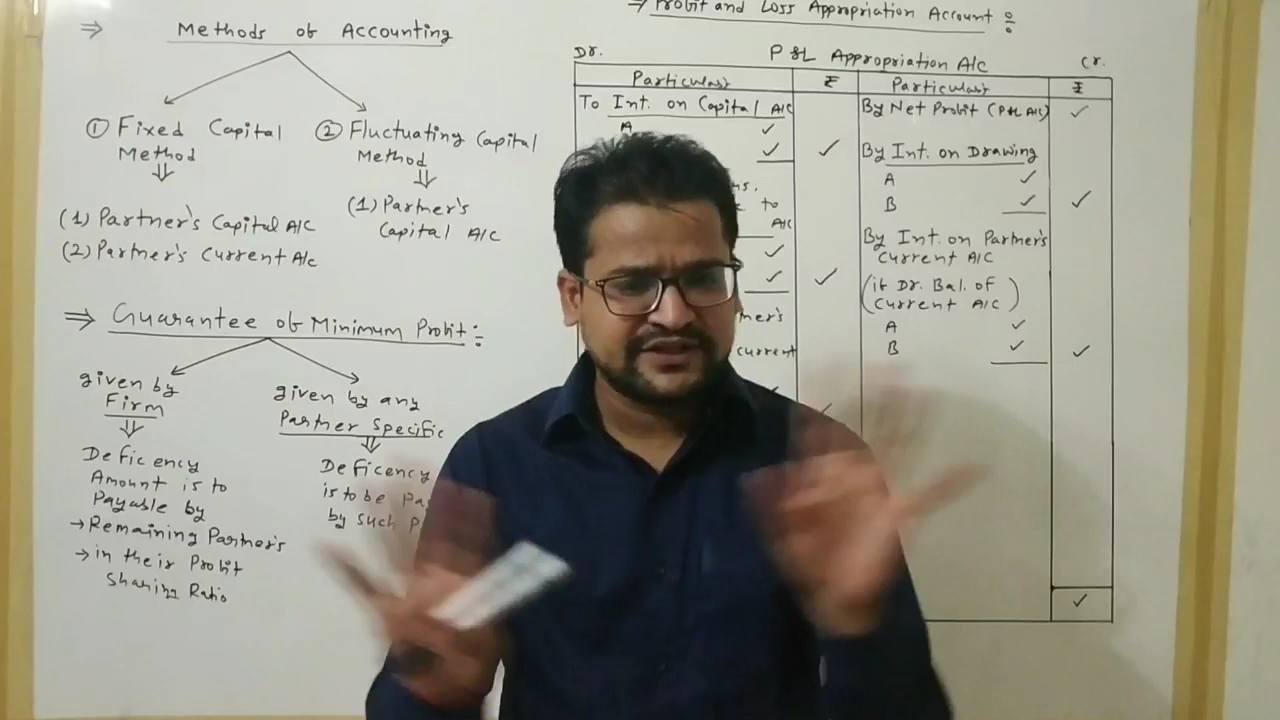 ⇒ Methods of Accounting
① Fixed Capital Method
⇓
(1) Partner's Capital A/C
(2) Partner's Current A/c
② Fluctuating Capital
Method
⇓
(1) Partner's
Capital A/C
⇒ Guarantee of Minimum Profit :
given by
Firm
⇓
Deficiency
Amount is to
Payable by
→ Remaining Partner's
→ in their Profit
Sharing Ratio
given by any
Partner Specific
⇓
Deficency
is to be
by such
⇒ Profit and Loss Appropriation Account :
Dr. P & L Appropriation A/C Cr.
Particulars ₹ Particulars ₹
To Int. on Capital A/C
A ✓
✓ ✓
to
A/C
✓
✓ ✓
current
By Net Profit (P&L A/C) ✓
By Int. on Drawing
A ✓
B ✓ ✓
By Int. on Partner's
Current A/C
(if Dr. Bal. of
Current A/C)
A ✓
B ✓ ✓
✓